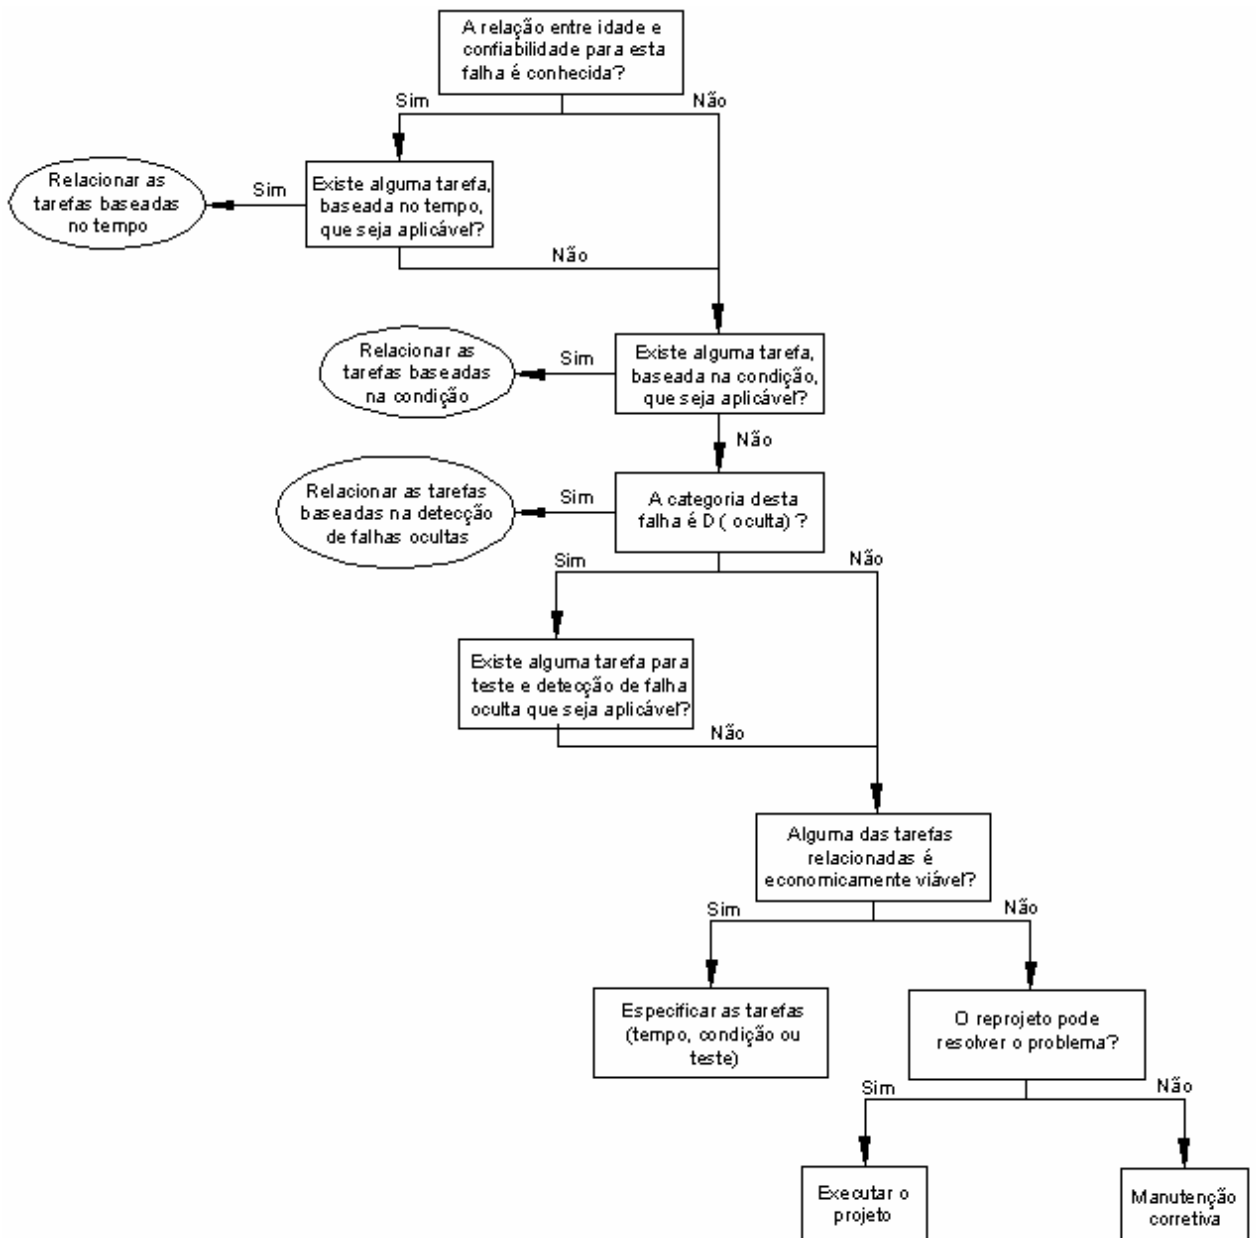 A relação entre idade e
confiabilidade para esta
falha é conhecida?
Sim
Não
Relacionar as
tarefas baseadas
no tempo
Sim
Existe alguma tarefa,
baseada no tempo,
que seja aplicável?
Não
Relacionar as
tarefas baseadas
na condição
Sim
Existe alguma tarefa,
baseada na condição,
que seja aplicável?
Não
Relacionar as tarefas
baseadas na detecção
de falhas ocultas
Sim
A categoria desta
falha é D ( oculta) ?
Sim
Não
Existe alguma tarefa para
teste e detecção de falha
oculta que seja aplicável?
Não
Alguma das tarefas
relacionadas é
economicamente viável?
Sim
Não
Especificar as tarefas
(tempo, condição ou
teste)
O reprojeto pode
resolver o problema?
Sim
Não
Executar o
projeto
Manutenção
corretiva